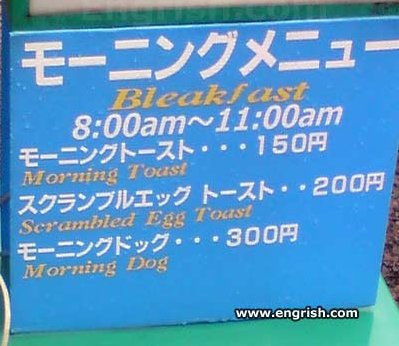 モーニングメニュー
Bleakfast
8:00am〜11:00am
モーニングトースト・・・150円
Morning Toast
スクランブルエッグ トースト・・200円
Scrambled Egg Toast
モーニングドッグ・・・300円
Morning Dog
www.engrish.com